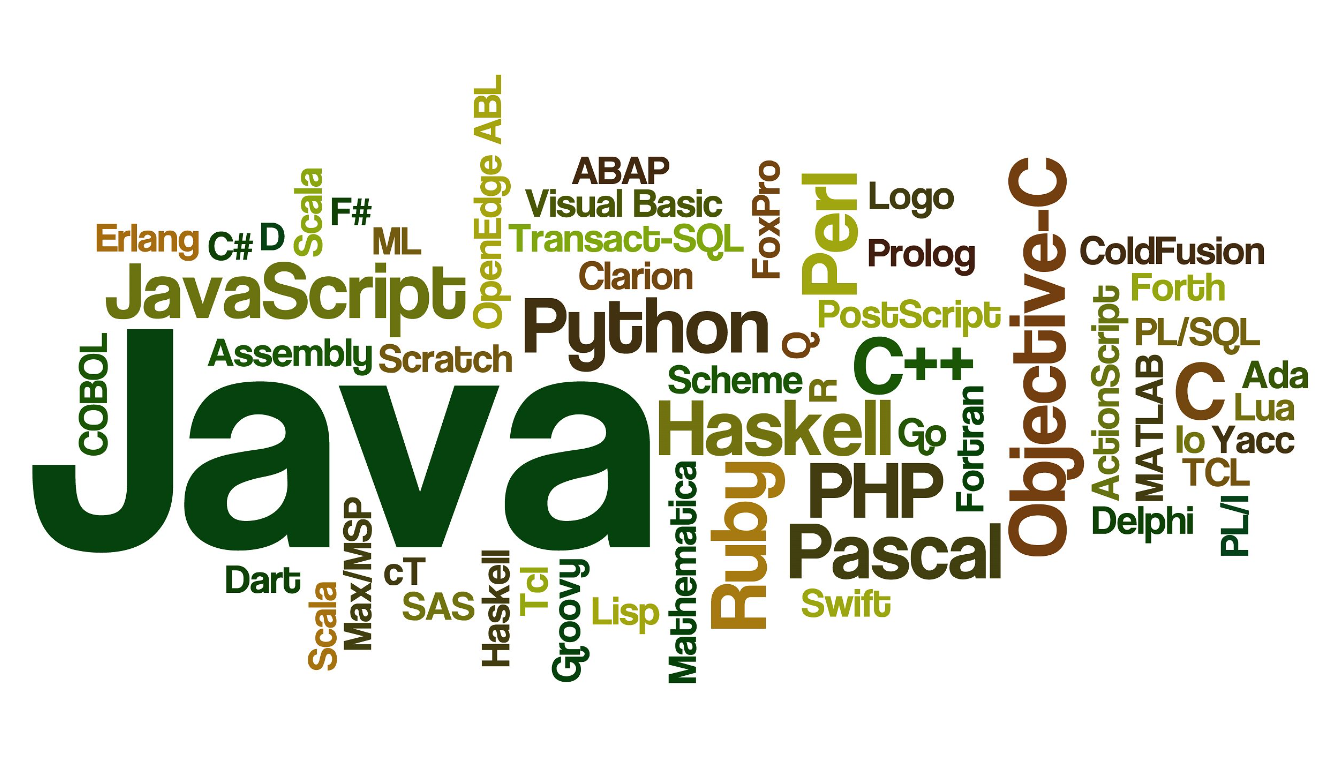 OpenEdge ABL
ABAP
Visual Basic
Transact-SQL
Clarion
FoxPro
Perl
Logo
Prolog
PostScript
Objective-C
ColdFusion
Forth
PL/SQL
ActionScript
MATLAB
C
Ada
Lua
Io
Yacc
TCL
Delphi
PL/I
Erlang
C#
D
Scala
F#
ML
JavaScript
COBOL
Assembly
Scratch
Python
Q
C++
Scheme
R
Java
Haskell
Go
Fortran
PHP
Ruby
Pascal
Swift
Mathematica
Dart
Scala
Max/MSP
cT
SAS
Haskell
Tcl
Groovy
Lisp